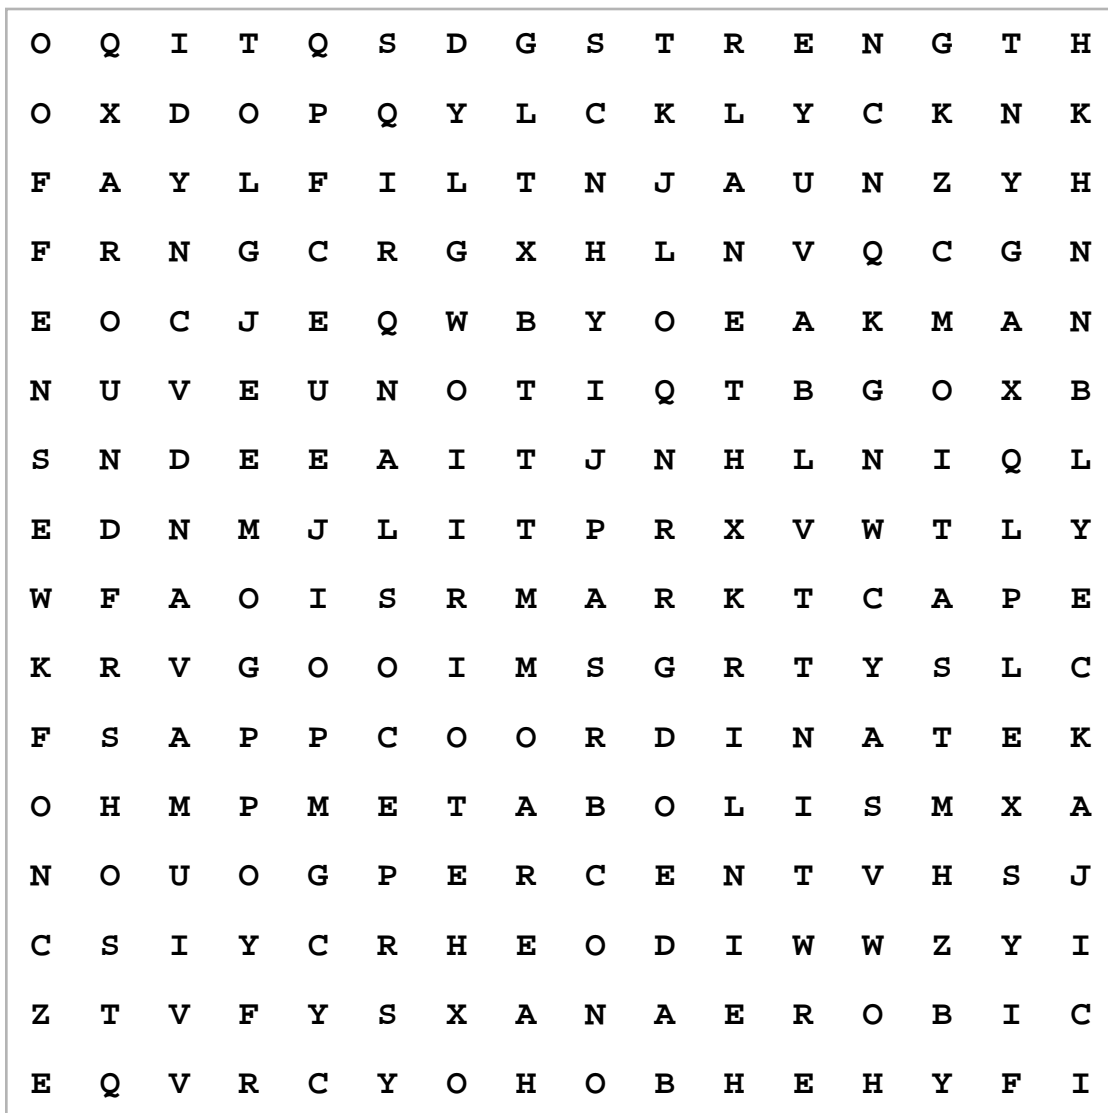 O Q I T Q S D G S T R E N G T H
O X D O P Q Y L C K L Y C K N K
F A Y L F I L T N J A U N Z Y H
F R N G C R G X H L N V Q C G N
E O C J E Q W B Y O E A K M A N
N U V E U N O T I Q T B G O X B
S N D E E A I T J N H L N I Q L
E D N M J L I T P R X V W T L Y
W F A O I S R M A R K T C A P E
K R V G O O I M S G R T Y S L C
F S A P P C O O R D I N A T E K
O H M P M E T A B O L I S M X A
N O U O G P E R C E N T V H S J
C S I Y C R H E O D I W W Z Y I
Z T V F Y S X A N A E R O B I C
E Q V R C Y O H O B H E H Y F I